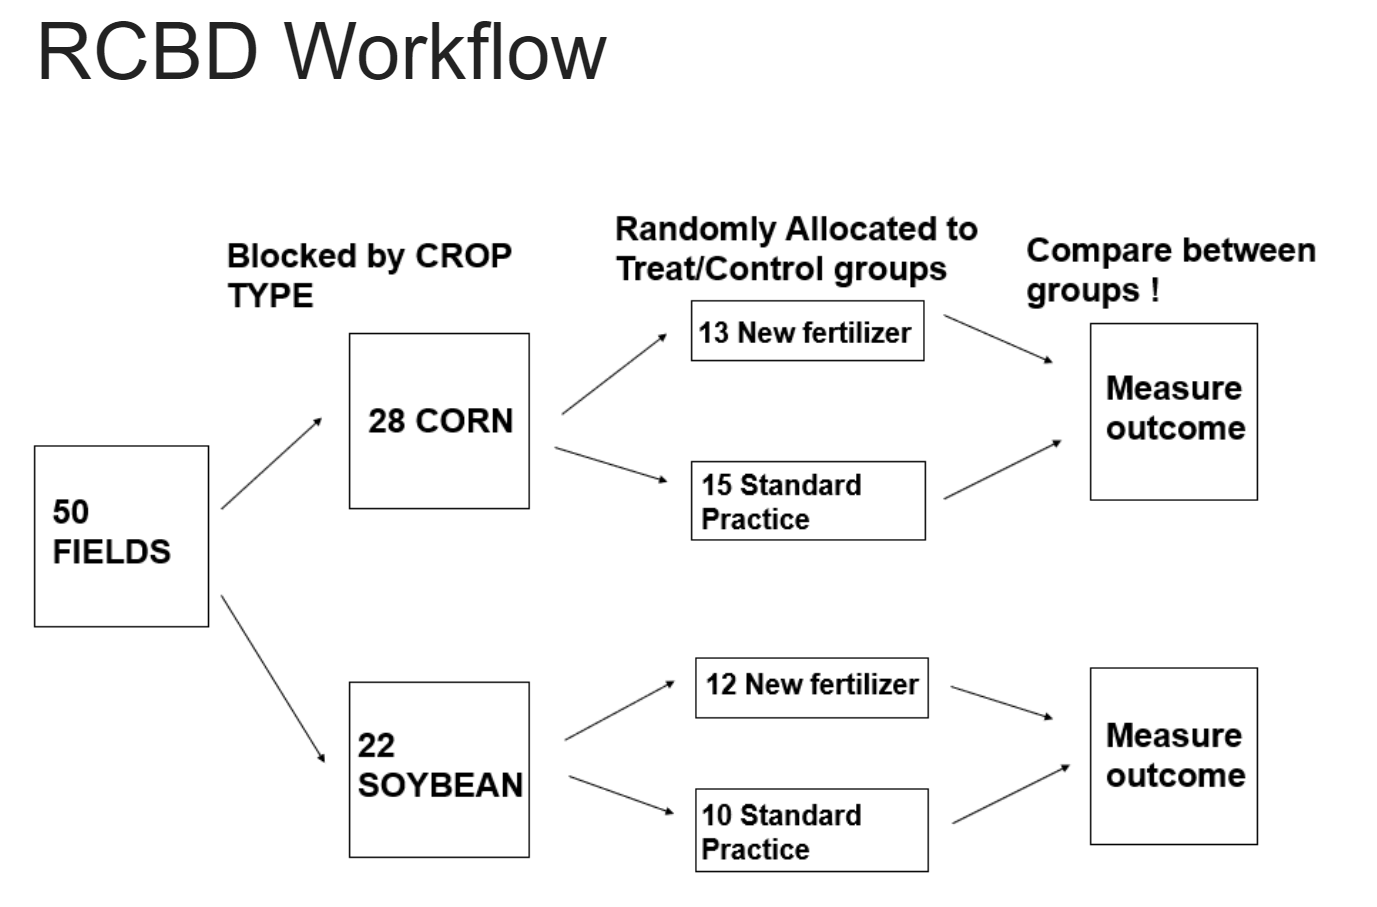 RCBD Workflow
Blocked by CROP
TYPE
Randomly Allocated to
Treat/Control groups
Compare between
groups !
50
FIELDS
28 CORN
13 New fertilizer
15 Standard
Practice
Measure
outcome
22
SOYBEAN
12 New fertilizer
10 Standard
Practice
Measure
outcome